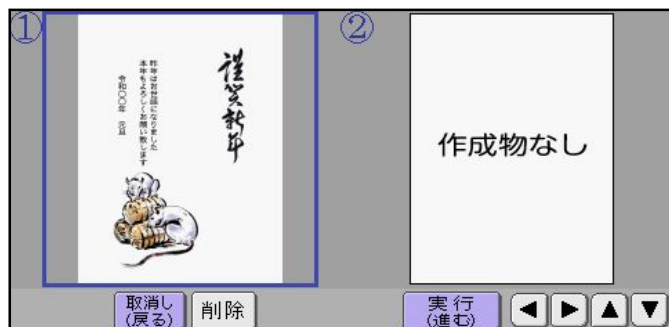 ①
謹賀新年
昨年はお世話になりました
本年もよろしくお願い致します
令和〇〇年 元旦
②
作成物なし
取消し
(戻る)
削除
実行
(進む)
◀ ▶ ▲ ▼